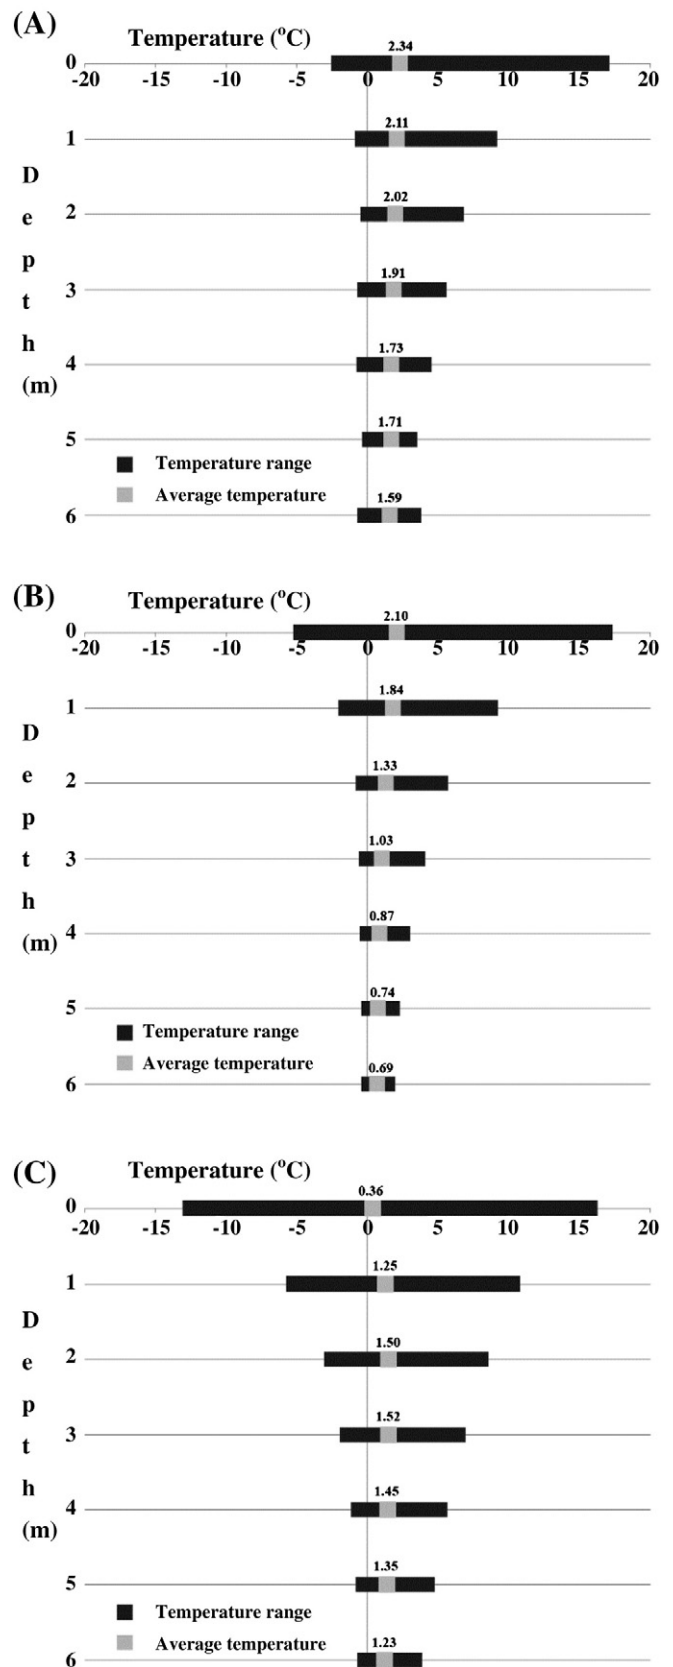 (A)
Temperature (°C)
2.34
0
-20 -15 -10 -5 0 5 10 15 20
2.11
1
2.02
2
1.91
3
1.73
4
1.71
5
1.59
6
D
e
p
t
h
(m)
Temperature range
Average temperature
(B)
Temperature (°C)
2.10
0
-20 -15 -10 -5 0 5 10 15 20
1.84
1
1.33
2
1.03
3
0.87
4
0.74
5
0.69
6
D
e
p
t
h
(m)
Temperature range
Average temperature
(C)
Temperature (°C)
0.36
0
-20 -15 -10 -5 0 5 10 15 20
1.25
1
1.50
2
1.52
3
1.45
4
1.35
5
1.23
6
D
e
p
t
h
(m)
Temperature range
Average temperature